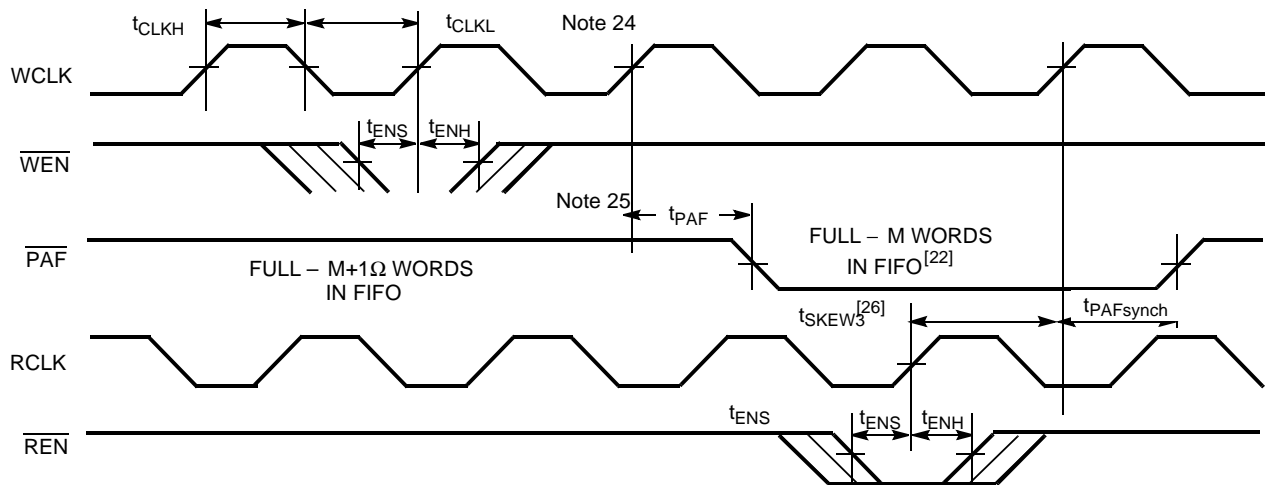 tCLKH
tCLKL
Note 24
WCLK
tENS
tENH
WEN
Note 25
tPAF
FULL – M WORDS
IN FIFO[22]
PAF
FULL – M+1Ω WORDS
IN FIFO
tSKEW3[26]
tPAFsynch
RCLK
tENS
tENS
tENH
REN